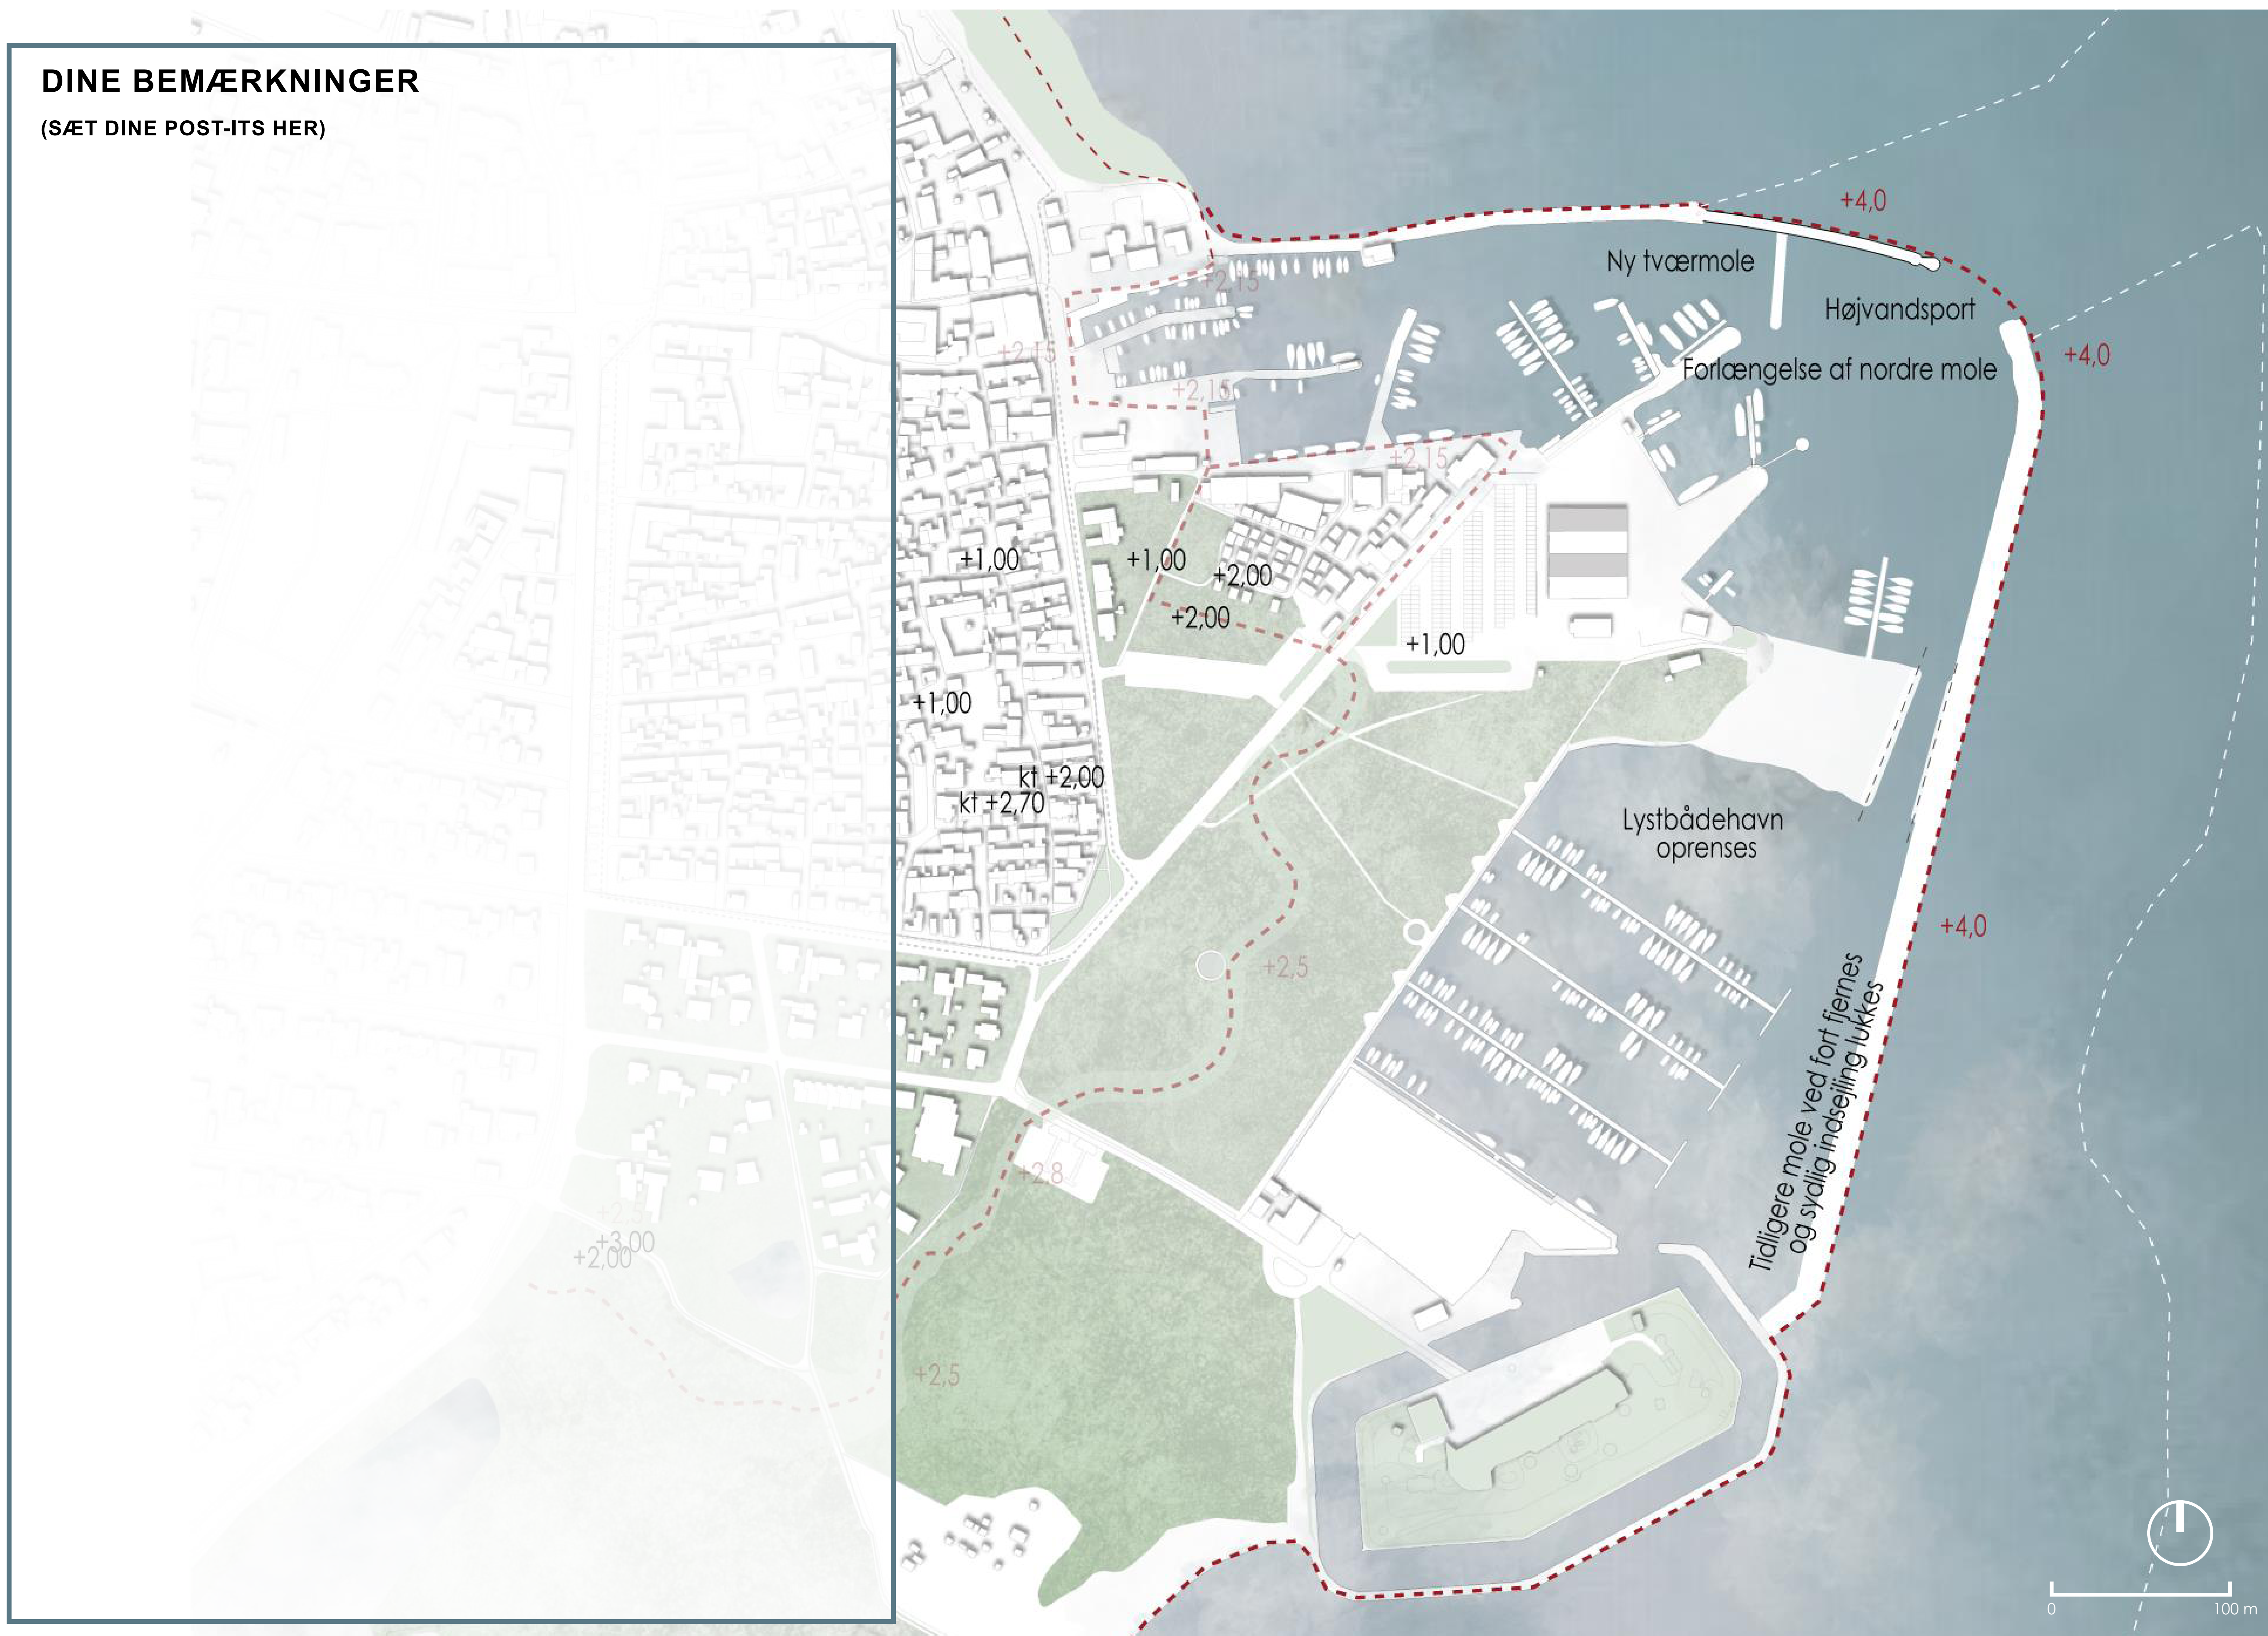 DINE BEMÆRKNINGER
(SÆT DINE POST-ITS HER)
+4,0
Ny tværmole
+2,15
Højvandsport
+2,15
+4,0
Forlængelse af nordre mole
+2,15
+2,15
+1,00
+1,00
+2,00
+2,00
+1,00
+1,00
kt +2,00
kt +2,70
Lystbådehavn
oprenses
+4,0
+2,5
Tidligere mole ved fort fjernes
og sydlig indsejling lukkes
+2,8
+2,5
+3,00
+2,00
+2,5
0
100 m